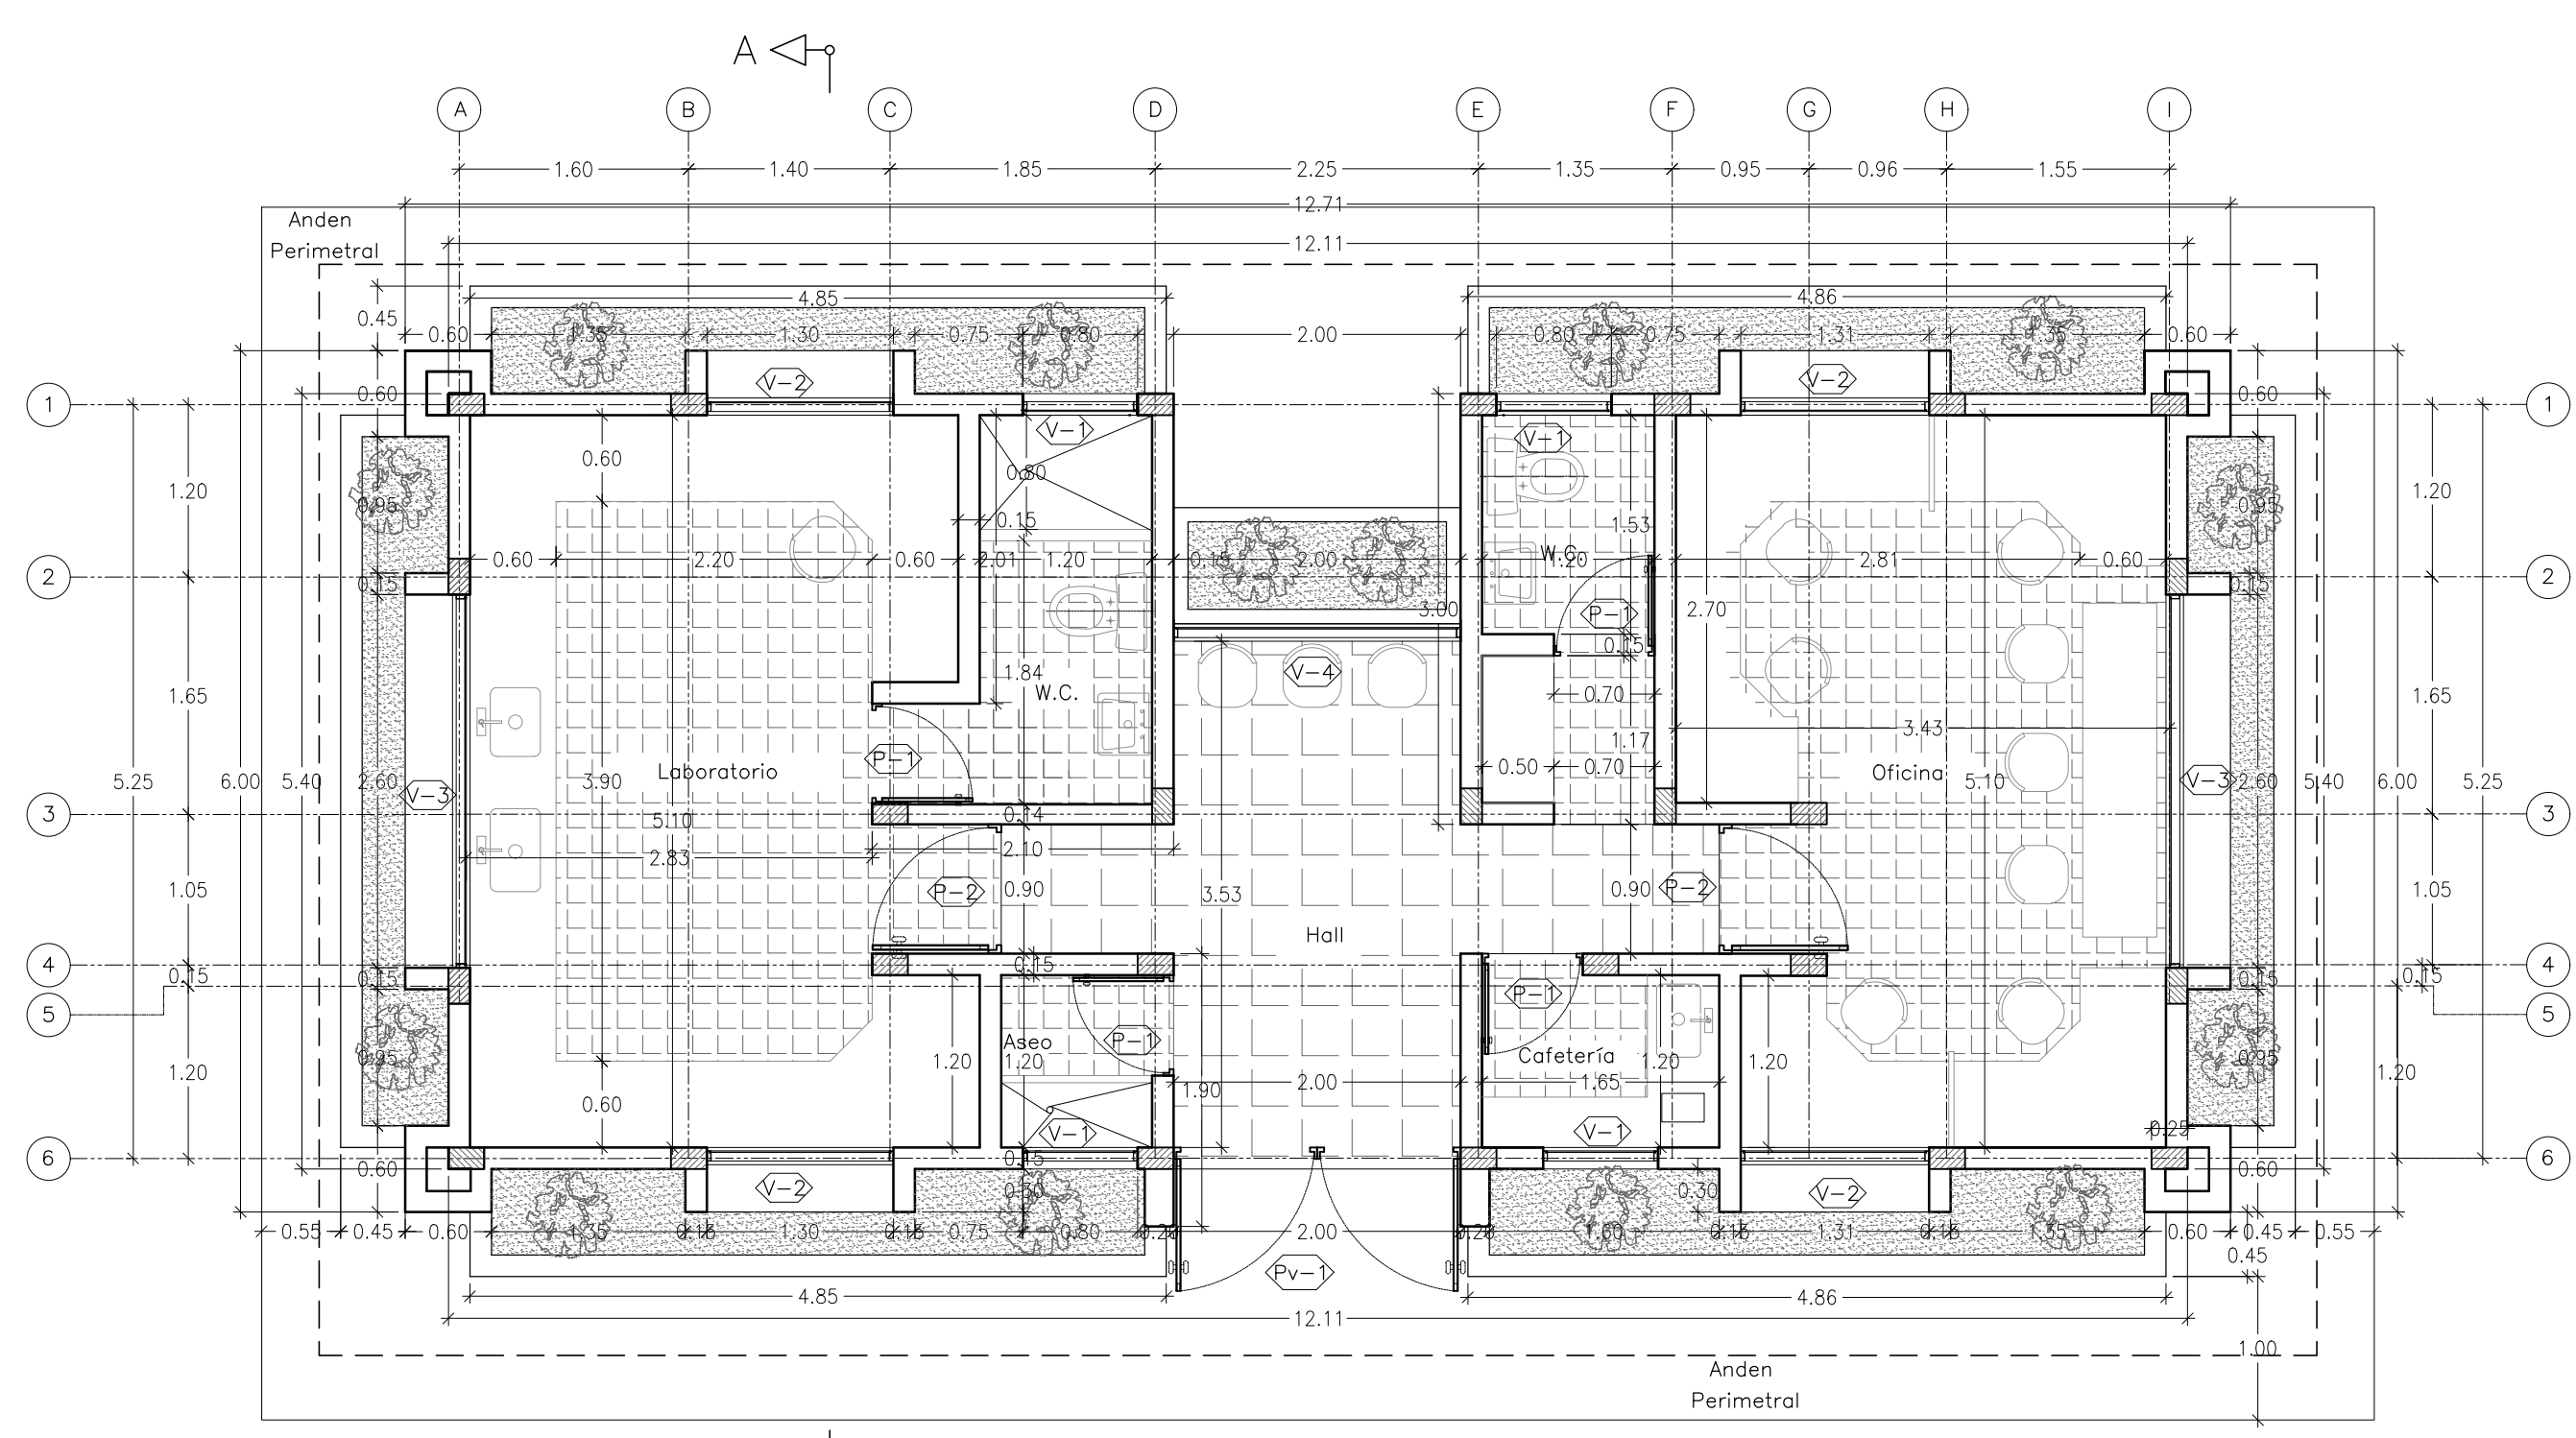 A
A B C D E F G H I
1.60 1.40 1.85 2.25 1.35 0.95 0.96 1.55
12.71
Anden
Perimetral
12.11
4.85 4.86
0.45
0.60 1.35 1.30 0.75 0.80 2.00 0.80 0.75 1.31 1.35 0.60
V-2 V-2
0.60 0.60
1 1
V-1 V-1
0.60 0.80
1.20 0.95 0.95 1.20
0.15 1.53
W.C.
0.60 2.20 0.60 2.01 1.20 0.15 2.00 1.20 2.81 0.60
2 2
0.15 0.15
3.00 P-1 2.70
0.15
1.84 V-4
W.C.
1.65 0.70 1.65
3.43
1.17
P-1
Laboratorio 0.50 0.70 Oficina
5.25 6.00 5.40 2.60 V-3 3.90 5.10 V-3 2.60 5.40 6.00 5.25
3 0.14 3
5.10
2.10
2.83
1.05 P-2 0.90 3.53 0.90 P-2 1.05
Hall
4 0.15 4
0.15 0.15 0.15 0.15
P-1
5 5
Aseo P-1
Cafetería
0.95 1.20 1.20 1.20 1.20 0.95
1.20 1.20
1.90 2.00 1.65
0.60
V-1 V-1 0.25
6 0.15 6
0.60 0.60
V-2 0.30 0.30 V-2
0.55 0.45 0.60 1.35 0.15 1.30 0.15 0.75 0.80 0.20 2.00 0.20 1.60 0.15 1.31 0.15 1.35 0.60 0.45 0.55
0.45
Pv-1
4.85 4.86
12.11
1.00
Anden
Perimetral